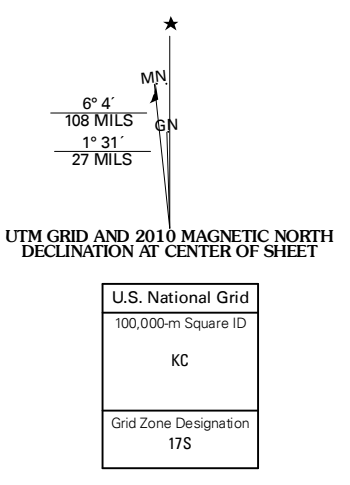 ★
MN
6° 4´
108 MILS
GN
1° 31´
27 MILS
UTM GRID AND 2010 MAGNETIC NORTH
DECLINATION AT CENTER OF SHEET
U.S. National Grid
100,000-m Square ID
KC
Grid Zone Designation
17S